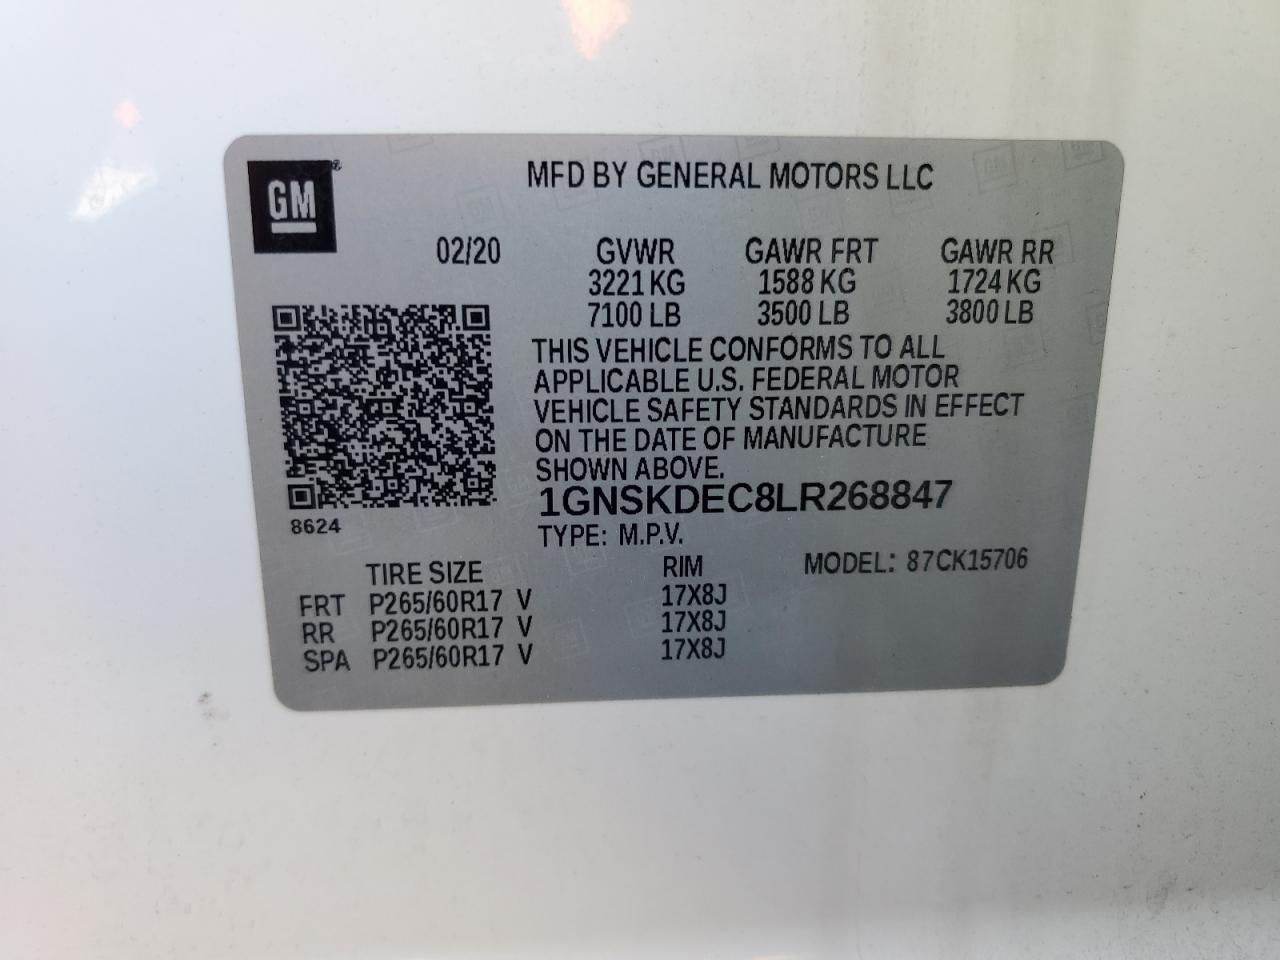 GM®
MFD BY GENERAL MOTORS LLC
02/20 GVWR GAWR FRT GAWR RR
3221 KG 1588 KG 1724 KG
7100 LB 3500 LB 3800 LB
THIS VEHICLE CONFORMS TO ALL
APPLICABLE U.S. FEDERAL MOTOR
VEHICLE SAFETY STANDARDS IN EFFECT
ON THE DATE OF MANUFACTURE
SHOWN ABOVE.
1GNSKDEC8LR268847
8624
TYPE: M.P.V.
MODEL: 87CK15706
TIRE SIZE RIM
FRT P265/60R17 V 17X8J
RR P265/60R17 V 17X8J
SPA P265/60R17 V 17X8J